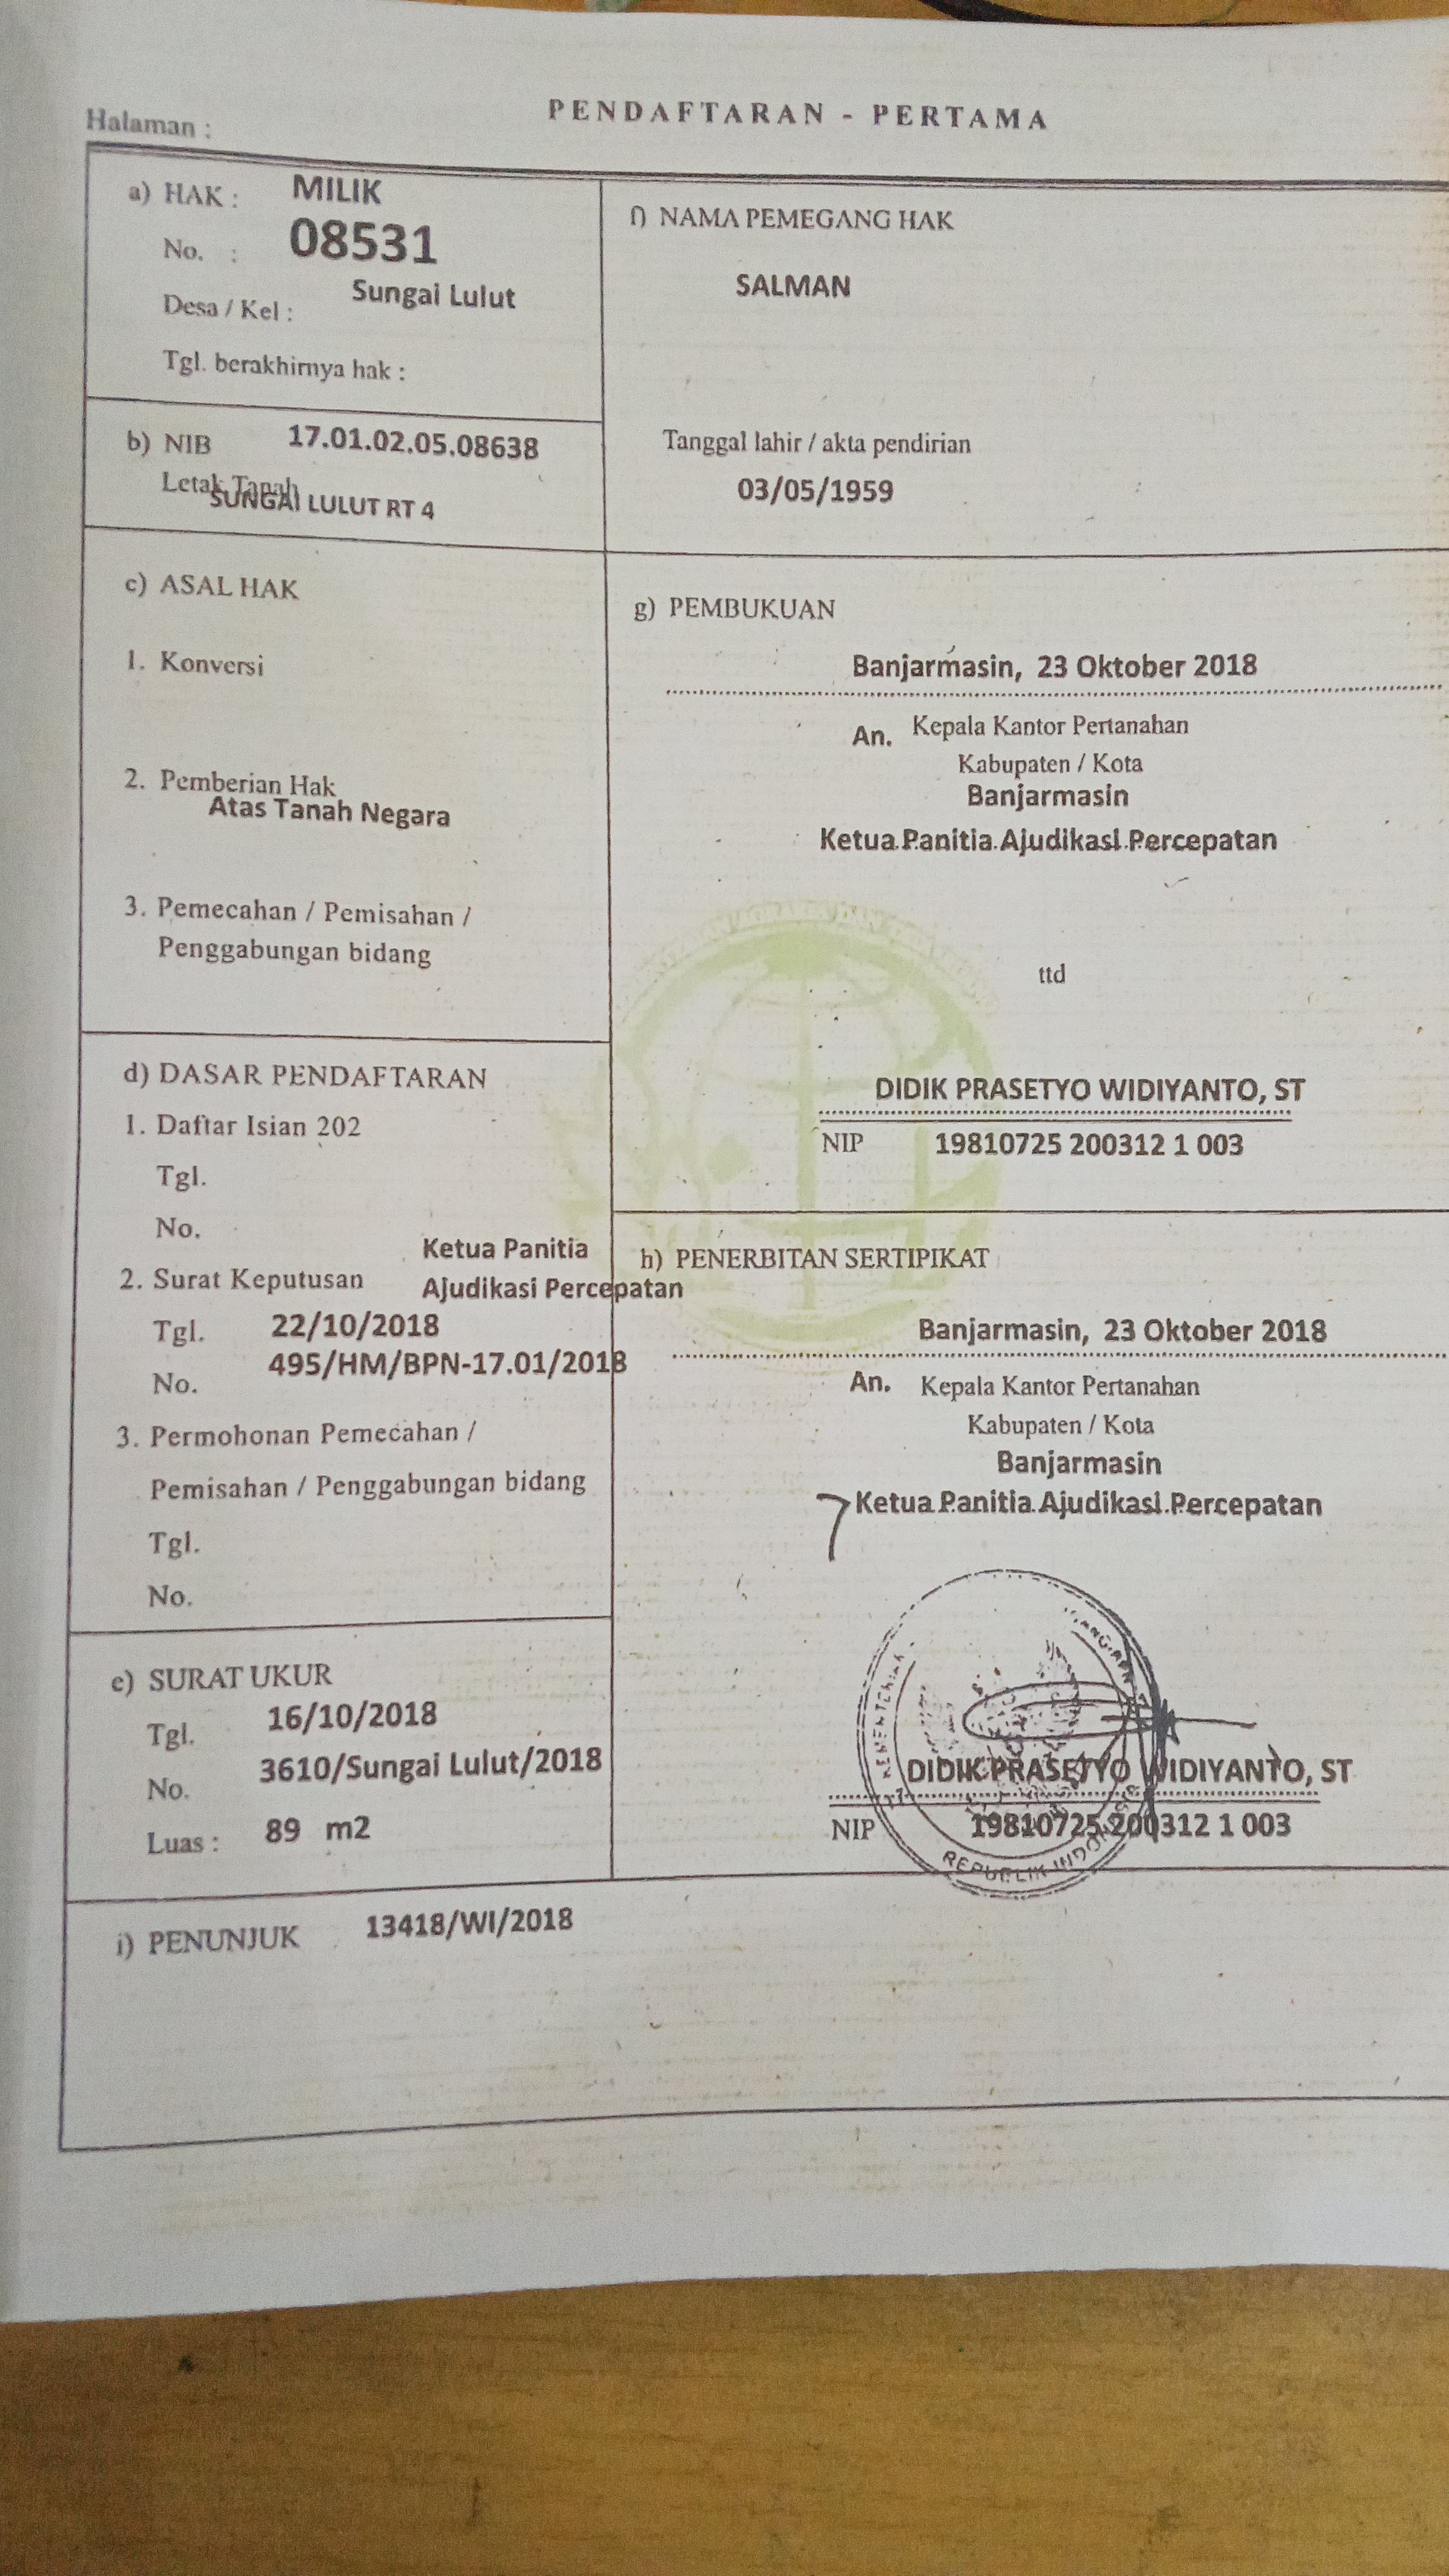 PENDAFTARAN - PERTAMA
Halaman :
a) HAK : MILIK
No. : 08531
Desa / Kel : Sungai Lulut
Tgl. berakhirnya hak :
b) NIB 17.01.02.05.08638
Letak Tanah
SUNGAI LULUT RT 4
c) ASAL HAK
1. Konversi
2. Pemberian Hak
Atas Tanah Negara
3. Pemecahan / Pemisahan /
Penggabungan bidang
d) DASAR PENDAFTARAN
1. Daftar Isian 202
Tgl.
No.
Ketua Panitia
2. Surat Keputusan Ajudikasi Percepatan
Tgl. 22/10/2018
No. 495/HM/BPN-17.01/2018
3. Permohonan Pemecahan /
Pemisahan / Penggabungan bidang
Tgl.
No.
e) SURAT UKUR
Tgl. 16/10/2018
No. 3610/Sungai Lulut/2018
Luas : 89 m2
f) NAMA PEMEGANG HAK
SALMAN
Tanggal lahir / akta pendirian
03/05/1959
g) PEMBUKUAN
Banjarmasin, 23 Oktober 2018
An. Kepala Kantor Pertanahan
Kabupaten / Kota
Banjarmasin
Ketua Panitia Ajudikasi Percepatan
ttd
DIDIK PRASETYO WIDIYANTO, ST
NIP 19810725 200312 1 003
h) PENERBITAN SERTIPIKAT
Banjarmasin, 23 Oktober 2018
An. Kepala Kantor Pertanahan
Kabupaten / Kota
Banjarmasin
Ketua Panitia Ajudikasi Percepatan
DIDIK PRASETYO WIDIYANTO, ST
NIP 19810725 200312 1 003
REPUBLIK INDONESIA
i) PENUNJUK 13418/WI/2018